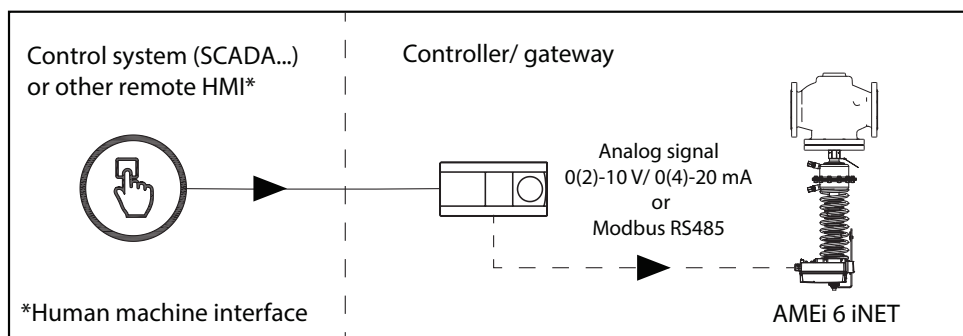 Control system (SCADA...)
or other remote HMI*
Controller/ gateway
Analog signal
0(2)-10 V/ 0(4)-20 mA
or
Modbus RS485
*Human machine interface
AMEi 6 iNET